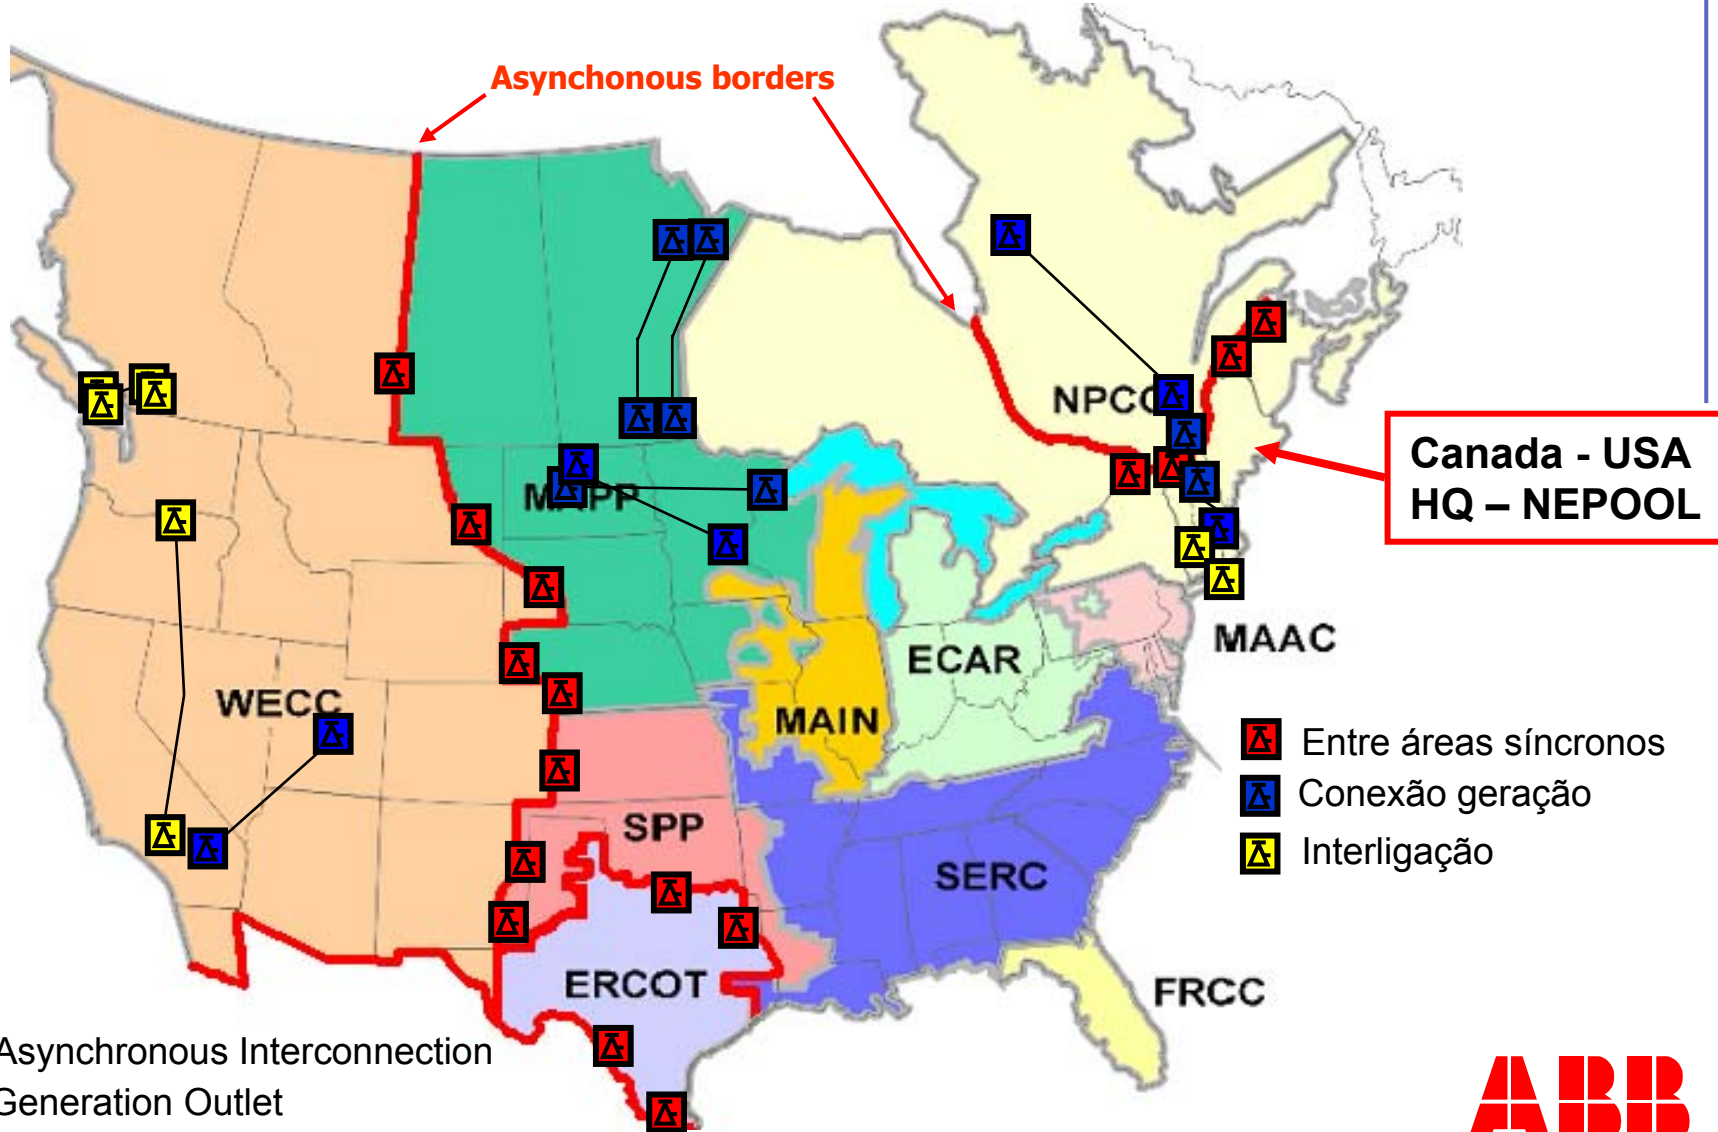 Asynchonous borders
NPCC
Canada - USA
HQ – NEPOOL
MAPP
MAAC
ECAR
WECC
MAIN
Entre áreas síncronos
Conexão geração
SPP
Interligação
SERC
ERCOT
FRCC
Asynchronous Interconnection
Generation Outlet
ABB